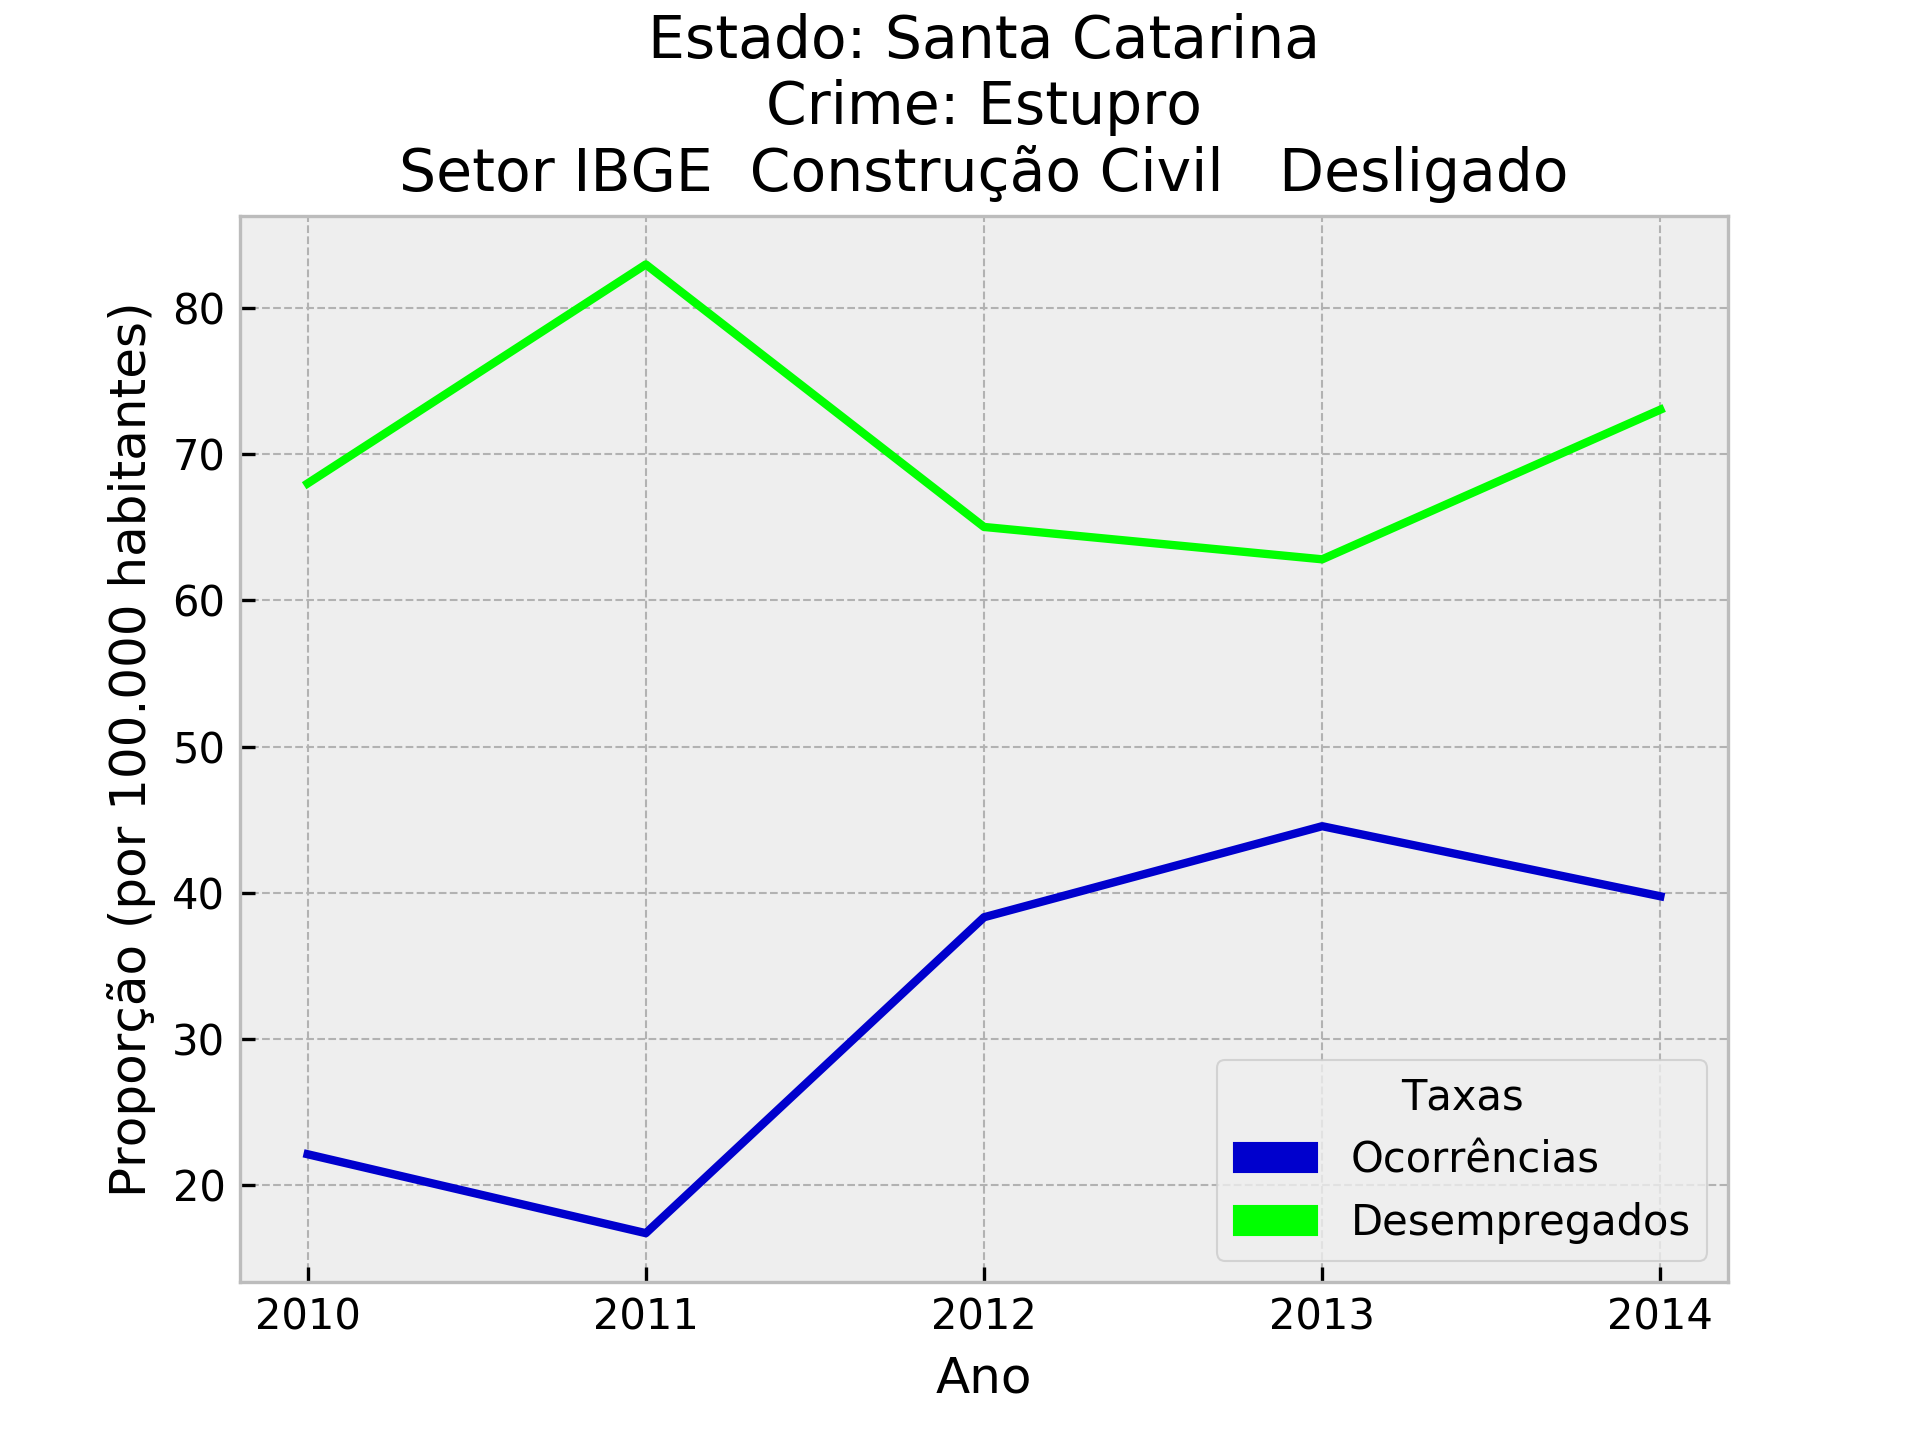 Estado: Santa Catarina
Crime: Estupro
Setor IBGE  Construção Civil   Desligado
Proporção (por 100.000 habitantes)
80
70
60
50
40
30
20
Taxas
Ocorrências
Desempregados
2010 2011 2012 2013 2014
Ano